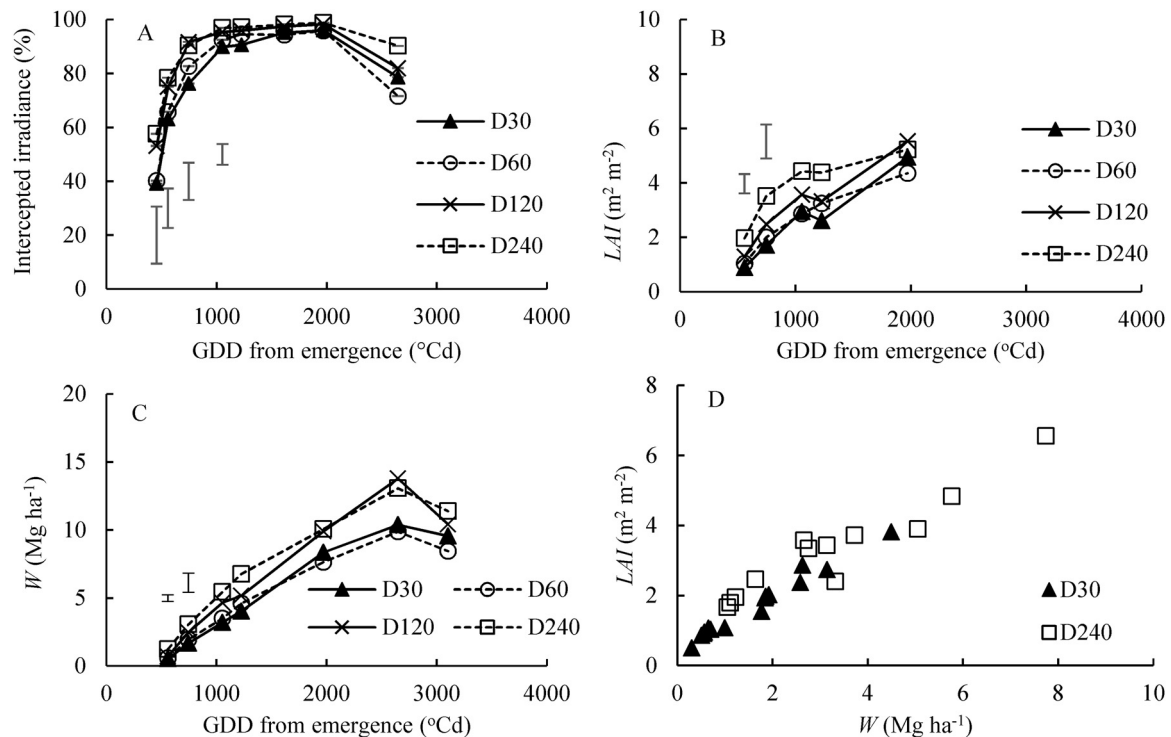 A
Intercepted irradiance (%)
120
100
80
60
40
20
0
0 1000 2000 3000 4000
GDD from emergence (°Cd)
D30
D60
D120
D240
B
LAI (m² m⁻²)
10
8
6
4
2
0
0 1000 2000 3000 4000
GDD from emergence (ºCd)
D30
D60
D120
D240
C
W (Mg ha⁻¹)
20
15
10
5
0
0 1000 2000 3000 4000
GDD from emergence (ºCd)
D30 D60
D120 D240
D
LAI (m² m⁻²)
8
6
4
2
0
0 2 4 6 8 10
W (Mg ha⁻¹)
D30
D240